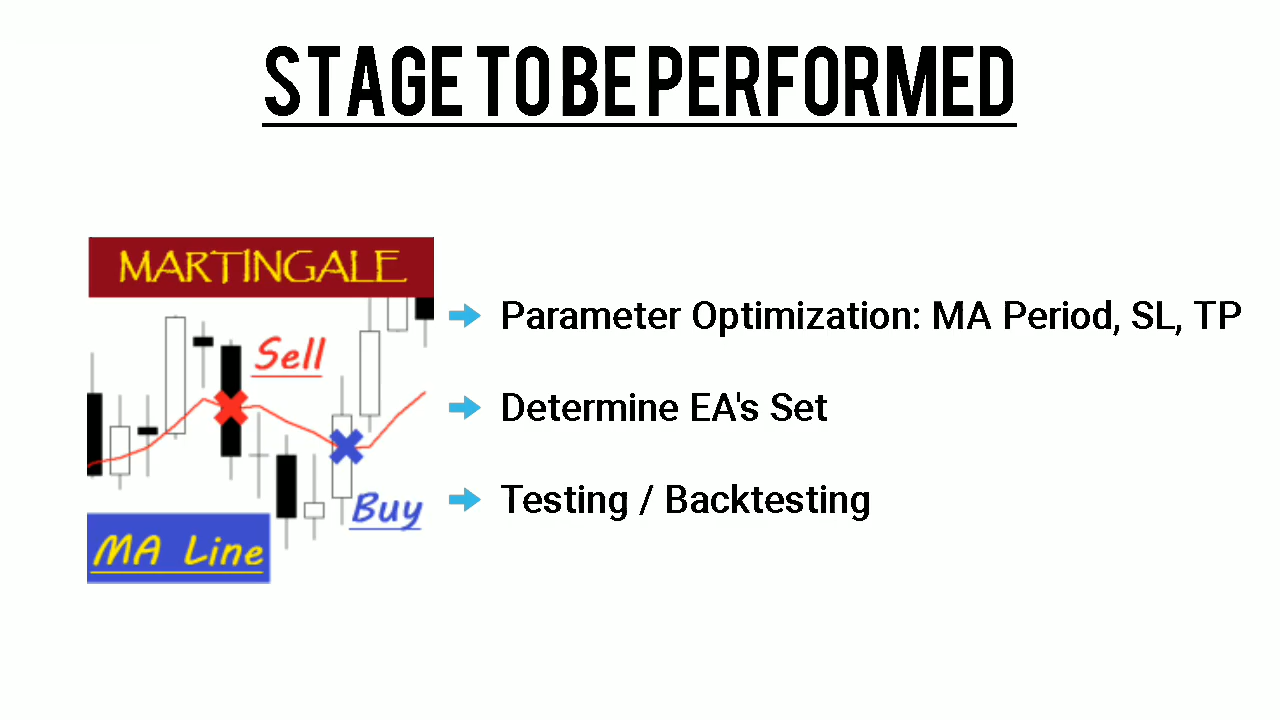 STAGE TO BE PERFORMED
MARTINGALE
Sell
Buy
MA Line
Parameter Optimization: MA Period, SL, TP
Determine EA's Set
Testing / Backtesting